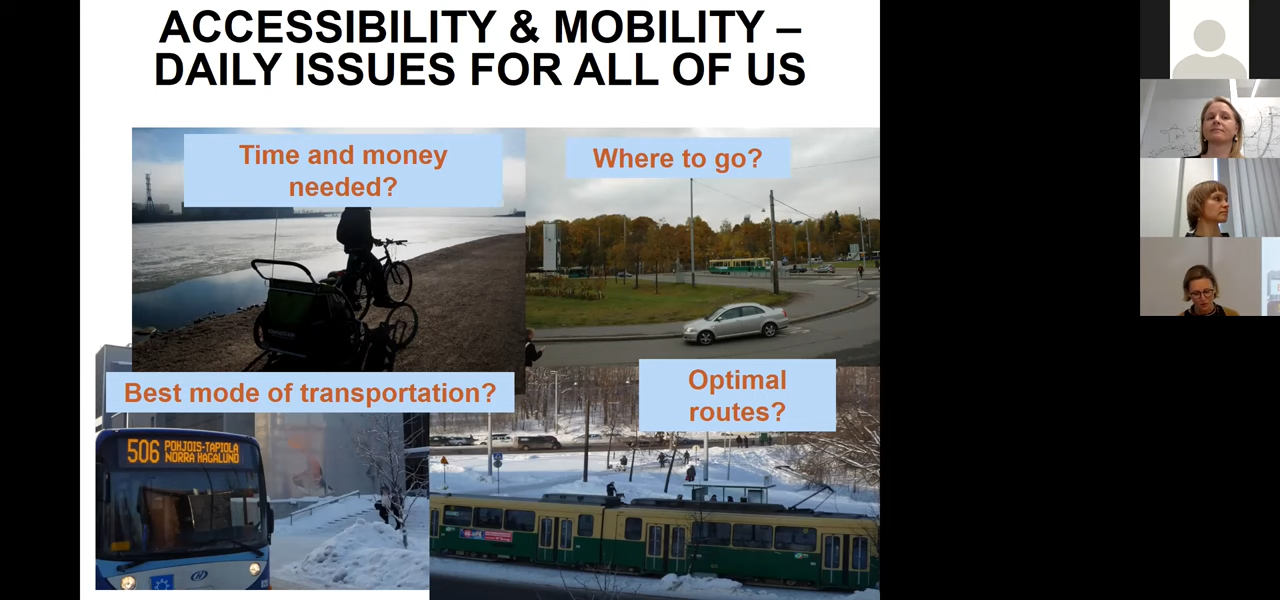 ACCESSIBILITY & MOBILITY –
DAILY ISSUES FOR ALL OF US
Time and money
needed?
Where to go?
Best mode of transportation?
Optimal
routes?
506 POHJOIS-TAPIOLA
NORRA HAGALUND